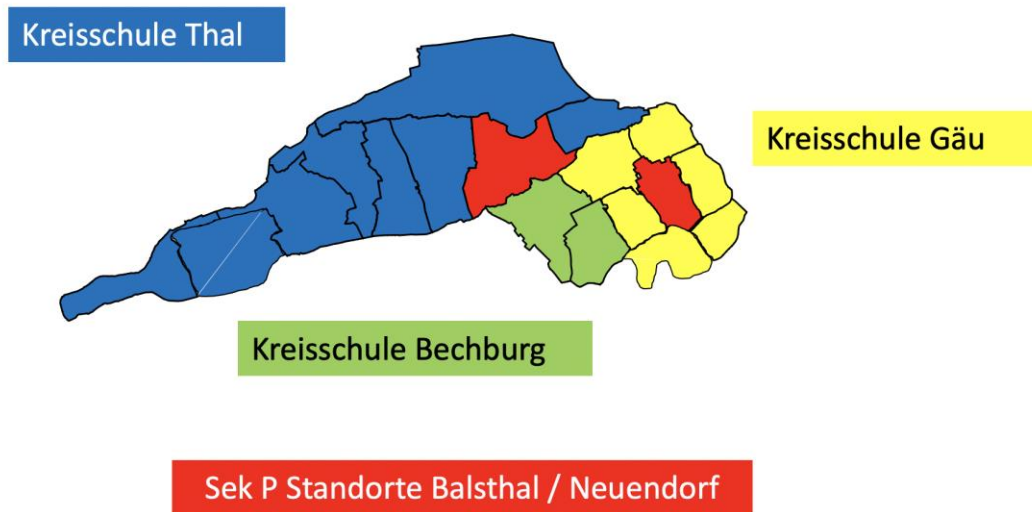 Kreisschule Thal
Kreisschule Gäu
Kreisschule Bechburg
Sek P Standorte Balsthal / Neuendorf